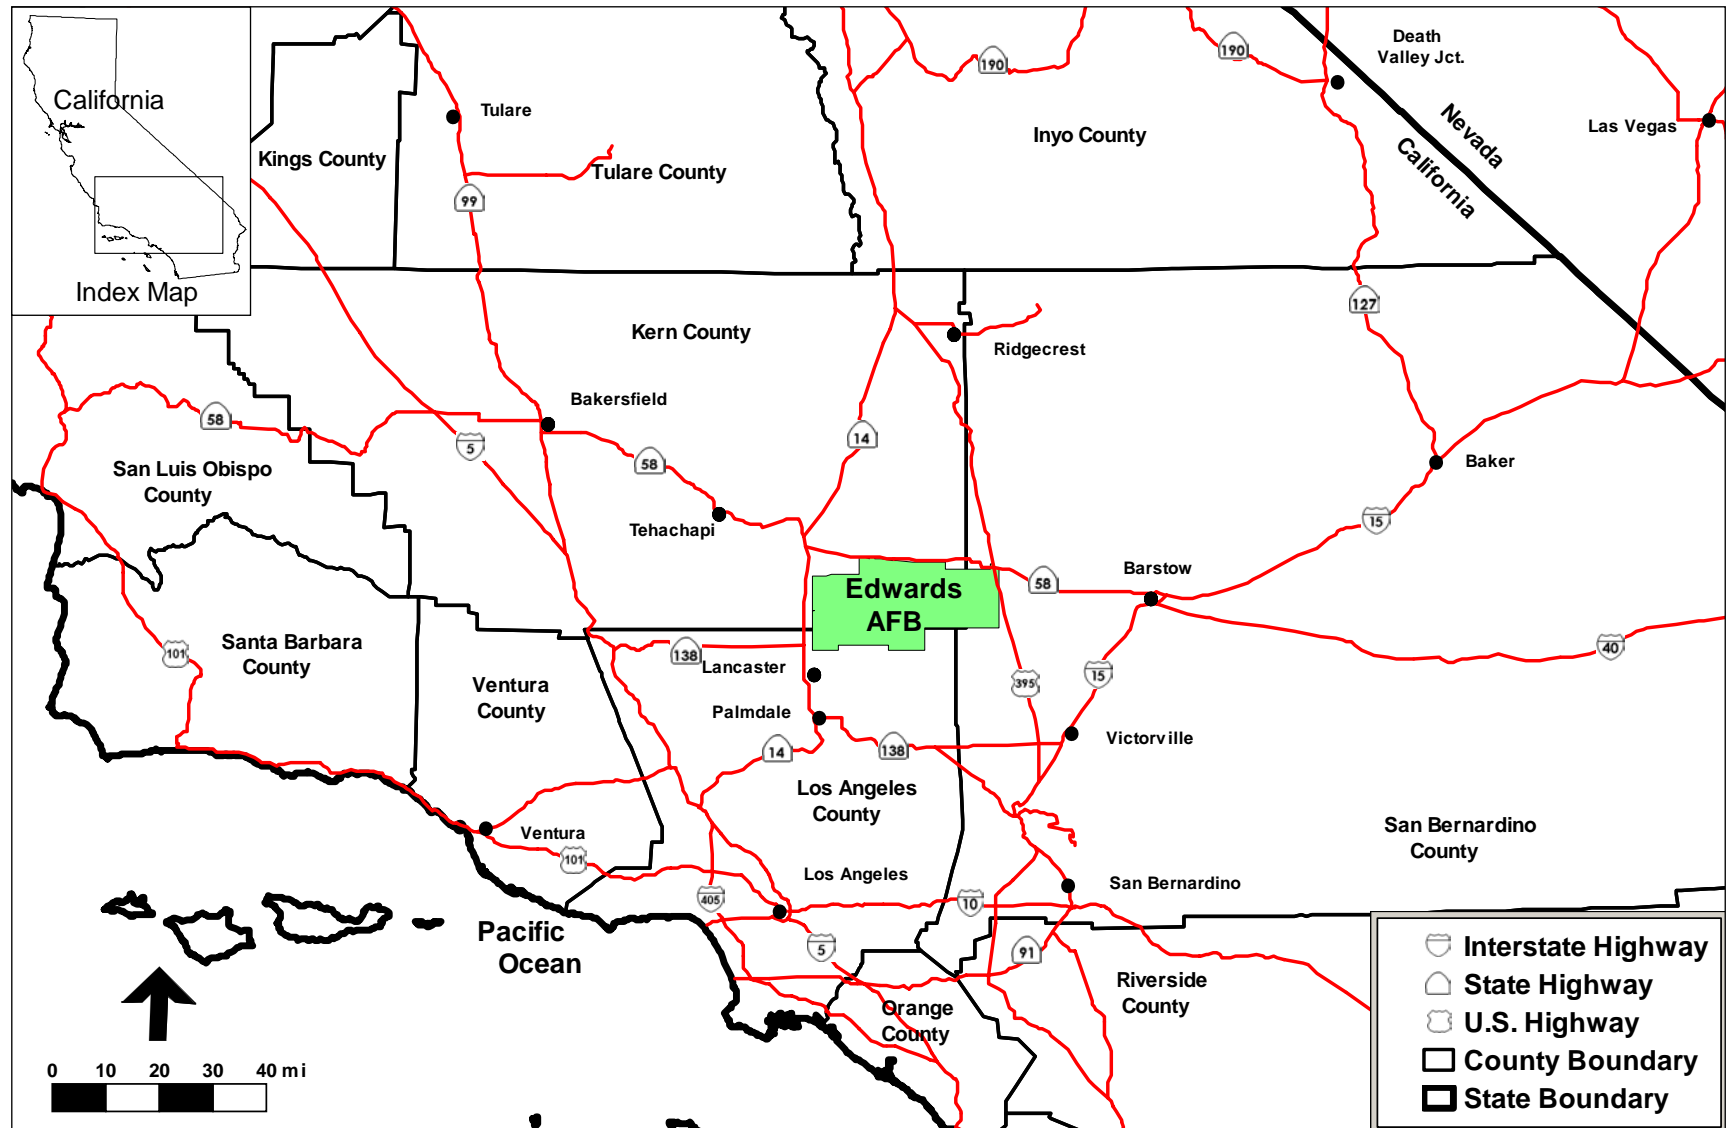 California
Index Map
Death
Valley Jct.
190
190
Tulare
Las Vegas
Inyo County
Nevada
California
Kings County
Tulare County
99
127
Kern County
Ridgecrest
Bakersfield
58
5
14
58
Baker
San Luis Obispo
County
15
Tehachapi
Barstow
58
Edwards
AFB
Santa Barbara
County
101
138
Lancaster
40
395
15
Ventura
County
Palmdale
14
138
Victorville
Los Angeles
County
San Bernardino
County
Ventura
101
Los Angeles
San Bernardino
405
10
Pacific
Ocean
5
91
Riverside
County
Orange
County
0 10 20 30 40 mi
Interstate Highway
State Highway
U.S. Highway
County Boundary
State Boundary